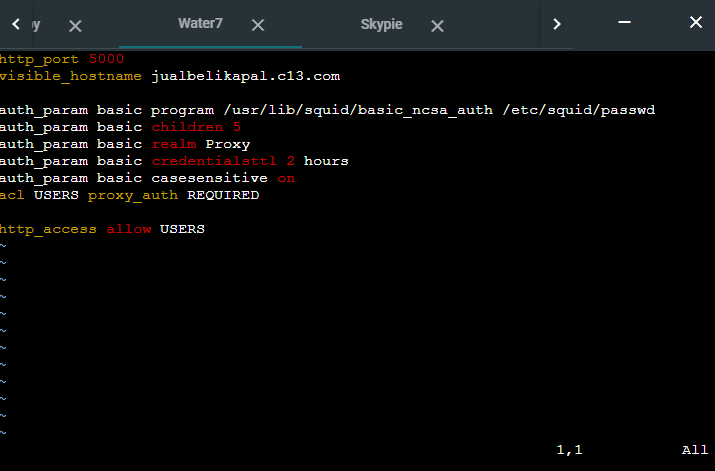 y Water7 Skypie
http_port 5000
visible_hostname jualbelikapal.c13.com
auth_param basic program /usr/lib/squid/basic_ncsa_auth /etc/squid/passwd
auth_param basic children 5
auth_param basic realm Proxy
auth_param basic credentialsttl 2 hours
auth_param basic casesensitive on
acl USERS proxy_auth REQUIRED
http_access allow USERS
~
~
~
~
~
~
~
~
~
~
~
~
1,1 All